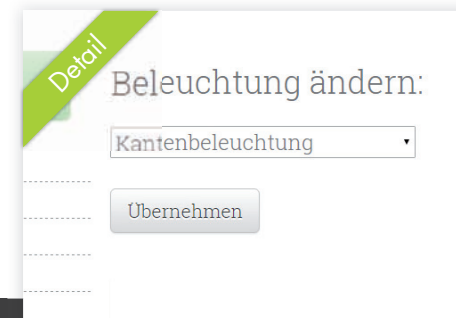 Detail
Beleuchtung ändern:
Kantenbeleuchtung
Übernehmen